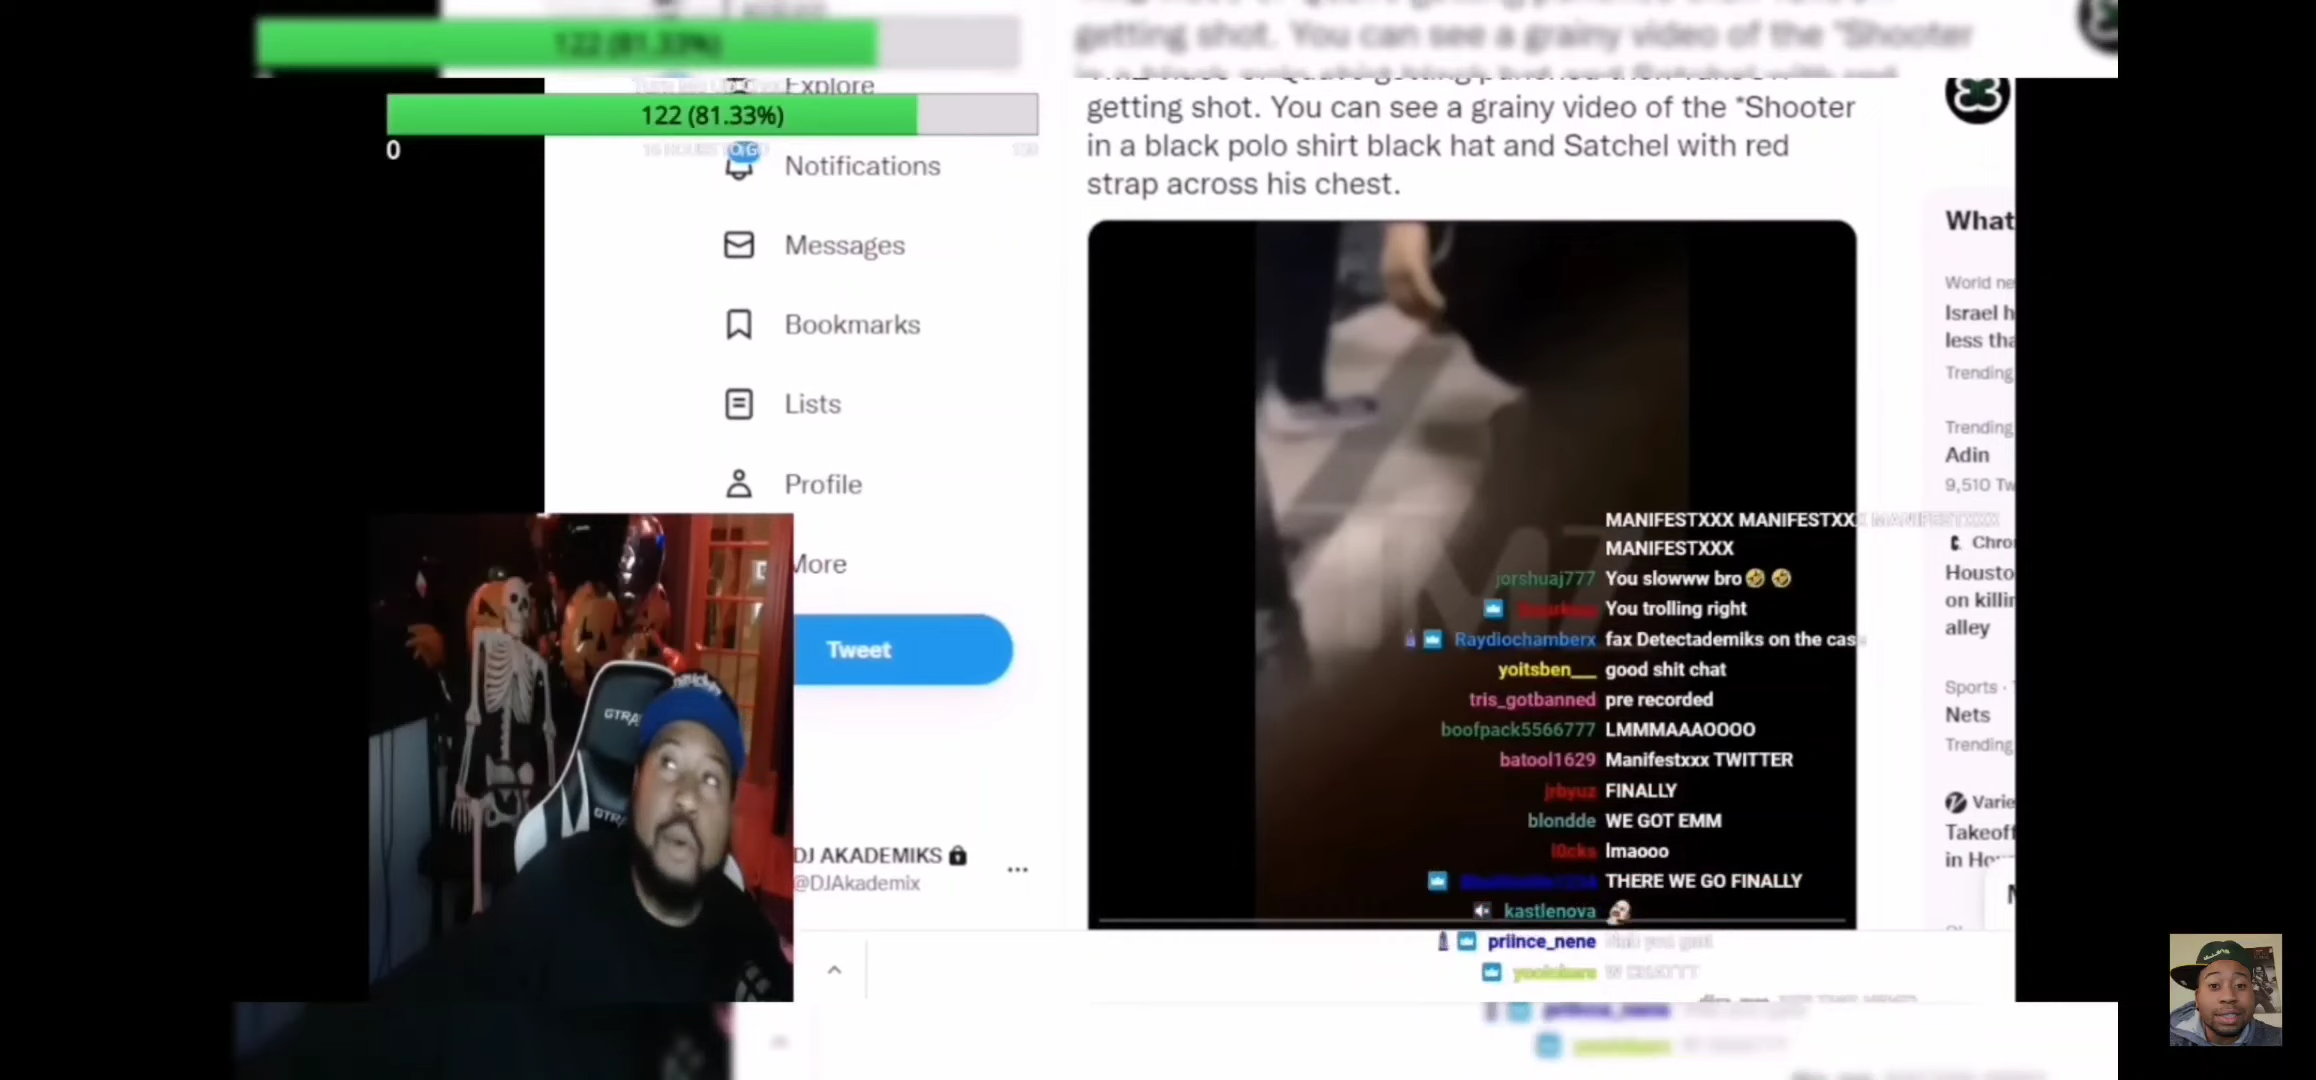 122 (81.33%)
getting shot. You can see a grainy video of the "Shooter
Explore
122 (81.33%)
0
Notifications
Messages
Bookmarks
Lists
Profile
More
Tweet
DJ AKADEMIKS
@DJAkademix
getting shot. You can see a grainy video of the "Shooter
in a black polo shirt black hat and Satchel with red
strap across his chest.
MANIFESTXXX MANIFESTXXX MANIFESTXXX
MANIFESTXXX
jorshuaj777 You slowww bro🤣 🤣
You trolling right
Raydiochamberx fax Detectademiks on the case
yoitsben__ good shit chat
tris_gotbanned pre recorded
boofpack5566777 LMMMAAAOOOO
batool1629 Manifestxxx TWITTER
jrbyuz FINALLY
blondde WE GOT EMM
l0cks lmaooo
THERE WE GO FINALLY
kastlenova
priince_nene
W CHATTT
What
World ne
Israel h
less tha
Trending
Trending
Adin
9,510 Tw
Chro
Housto
on killin
alley
Sports ·
Nets
Trending
Varie
Takeoff
in Ho
GTRA
GTR